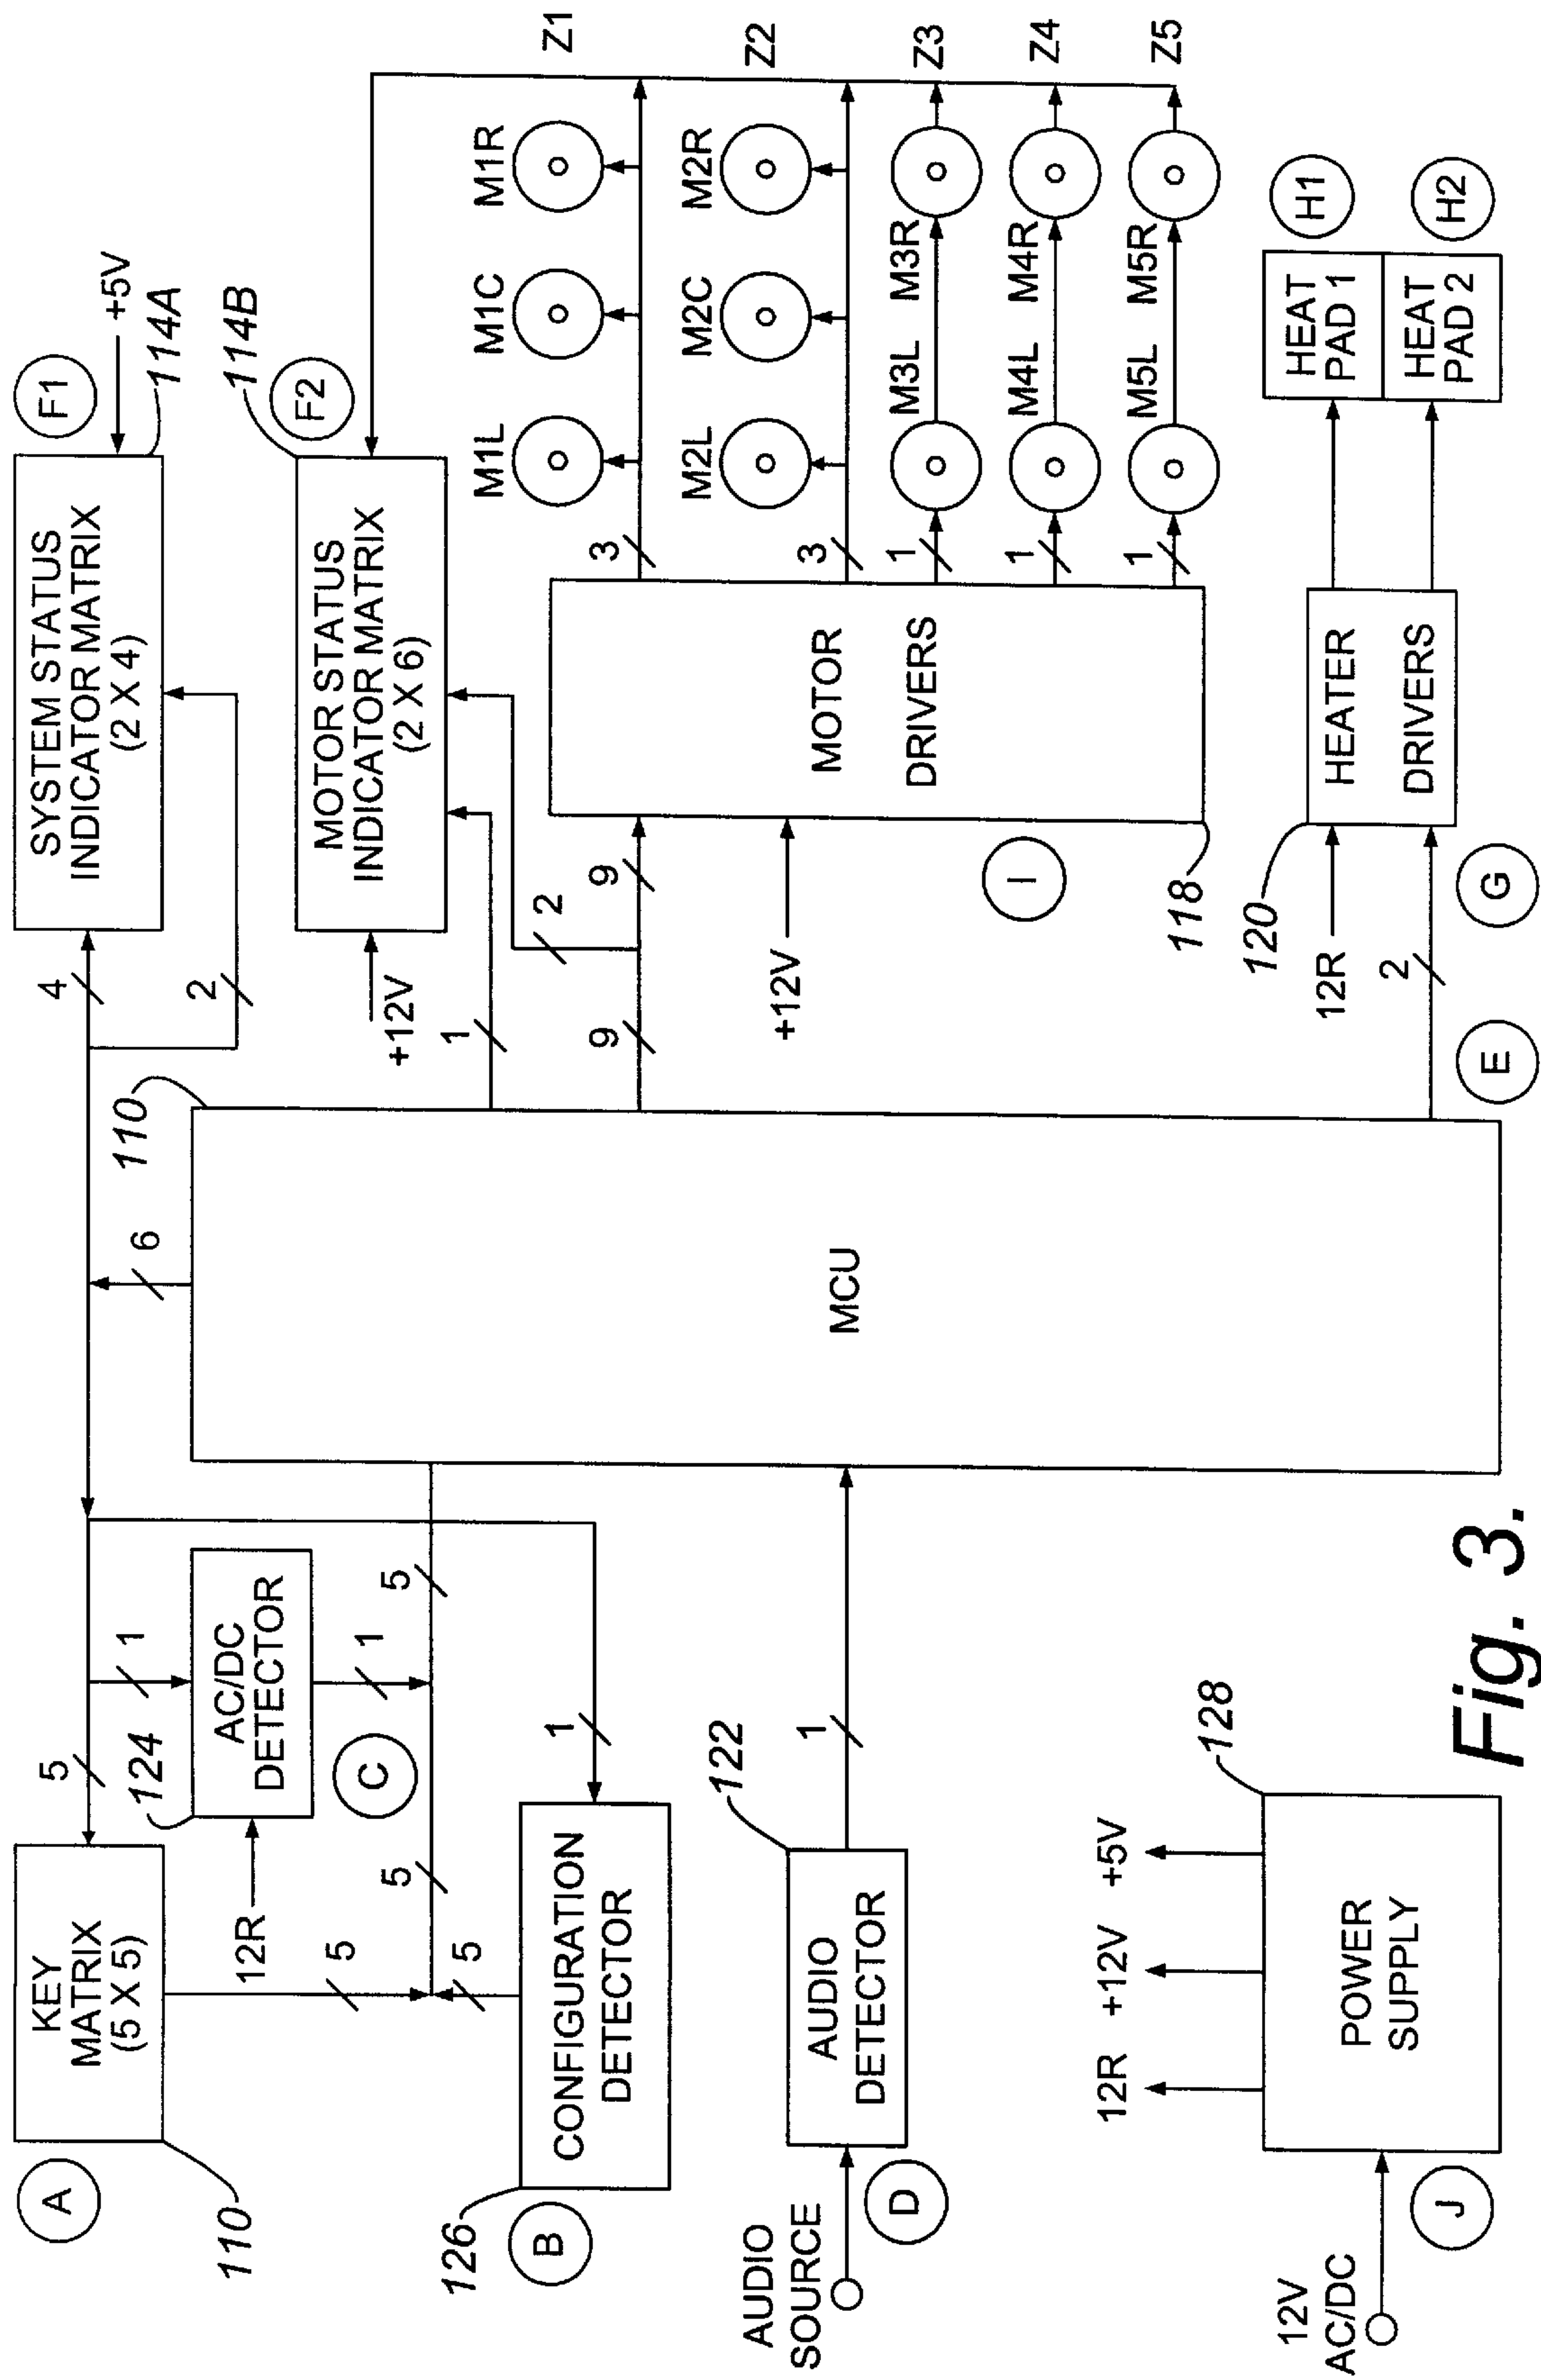 A
KEY
MATRIX
(5 X 5)
110
5
1
124
AC/DC
DETECTOR
12R
C
1
5
5
5
5
126
B
CONFIGURATION
DETECTOR
1
AUDIO
SOURCE
D
AUDIO
DETECTOR
122
1
12V
AC/DC
J
POWER
SUPPLY
128
12R
+12V
+5V
6
110
MCU
4
2
SYSTEM STATUS
INDICATOR MATRIX
(2 X 4)
F1
+5V
114A
114B
F2
MOTOR STATUS
INDICATOR MATRIX
(2 X 6)
+12V
1
2
9
9
+12V
MOTOR
DRIVERS
I
118
3
3
1
1
1
M1L
M1C
M1R
Z1
M2L
M2C
M2R
Z2
M3L
M3R
Z3
M4L
M4R
Z4
M5L
M5R
Z5
120
12R
2
HEATER
DRIVERS
E
G
HEAT
PAD 1
H1
HEAT
PAD 2
H2
Fig. 3.